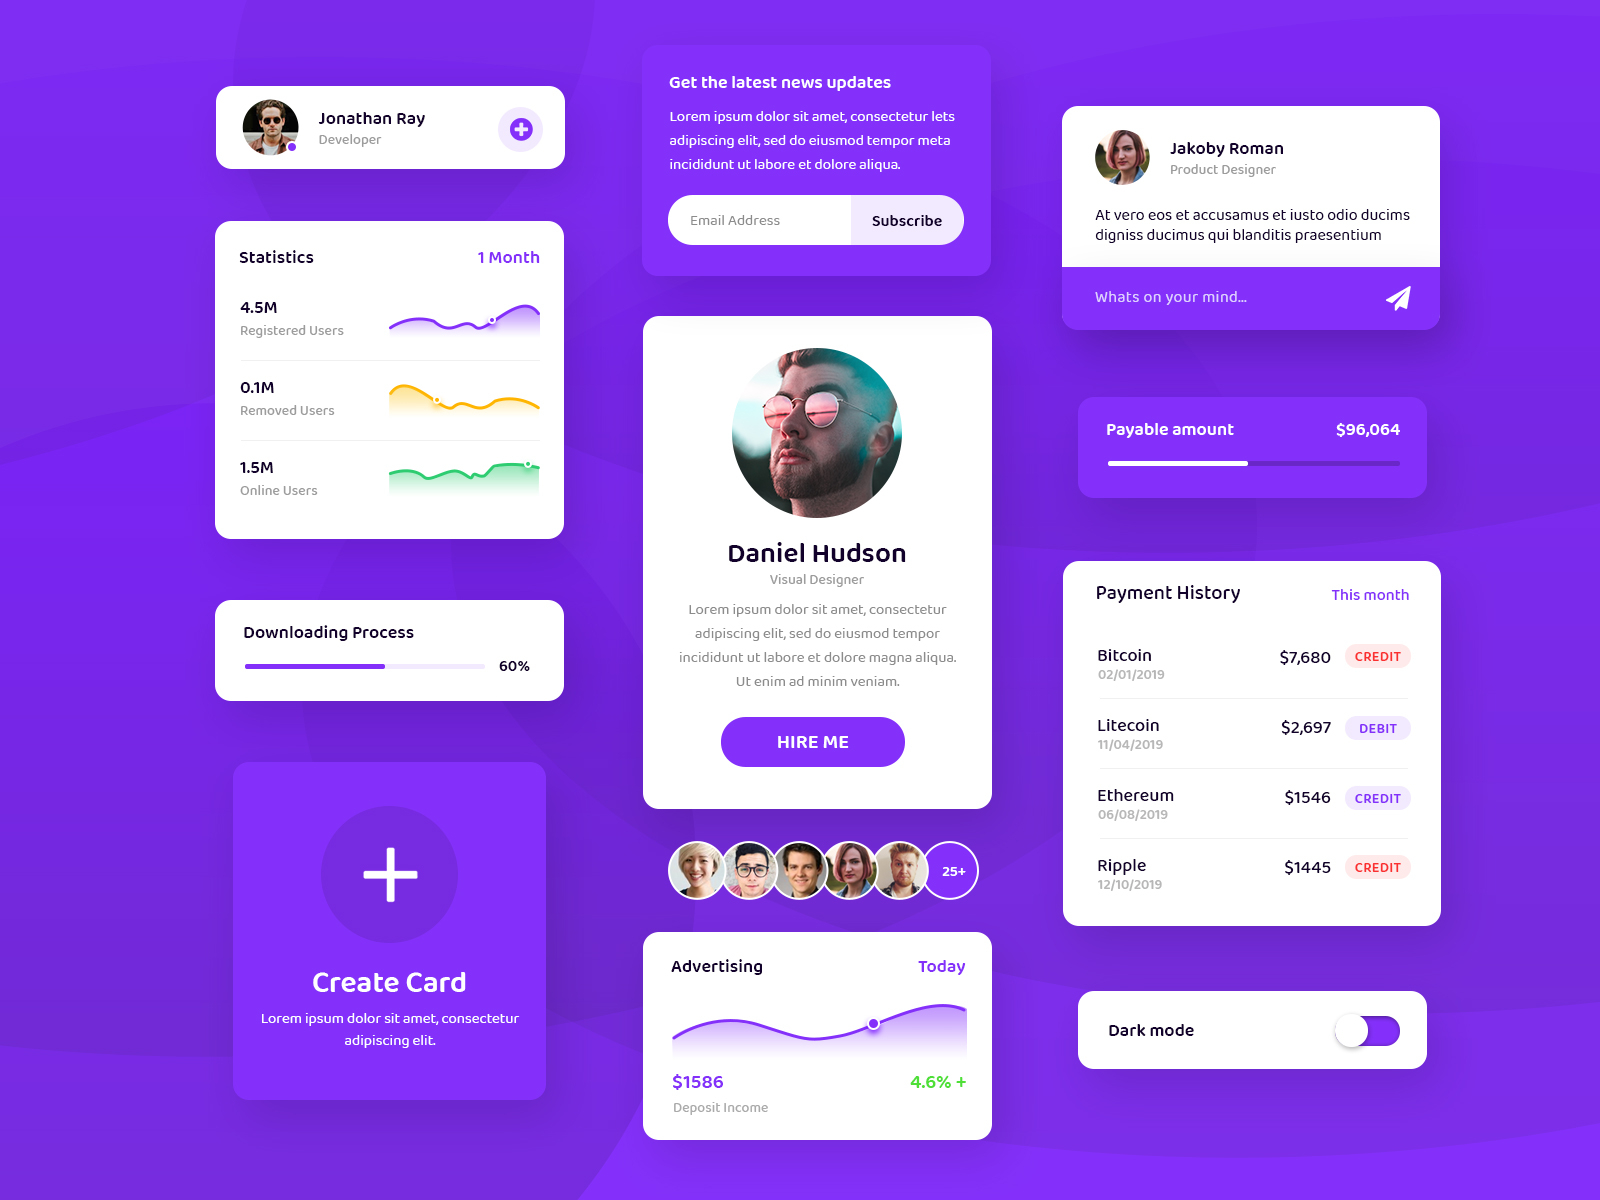 Jonathan Ray
Developer
Statistics
1 Month
4.5M
Registered Users
0.1M
Removed Users
1.5M
Online Users
Downloading Process
60%
Create Card
Lorem ipsum dolor sit amet, consectetur
adipiscing elit.
Get the latest news updates
Lorem ipsum dolor sit amet, consectetur lets
adipiscing elit, sed do eiusmod tempor meta
incididunt ut labore et dolore aliqua.
Email Address
Subscribe
Daniel Hudson
Visual Designer
Lorem ipsum dolor sit amet, consectetur
adipiscing elit, sed do eiusmod tempor
incididunt ut labore et dolore magna aliqua.
Ut enim ad minim veniam.
HIRE ME
25+
Advertising
Today
$1586
4.6% +
Deposit Income
Jakoby Roman
Product Designer
At vero eos et accusamus et iusto odio ducims
digniss ducimus qui blanditis praesentium
Whats on your mind...
Payable amount
$96,064
Payment History
This month
Bitcoin
$7,680
CREDIT
02/01/2019
Litecoin
$2,697
DEBIT
11/04/2019
Ethereum
$1546
CREDIT
06/08/2019
Ripple
$1445
CREDIT
12/10/2019
Dark mode